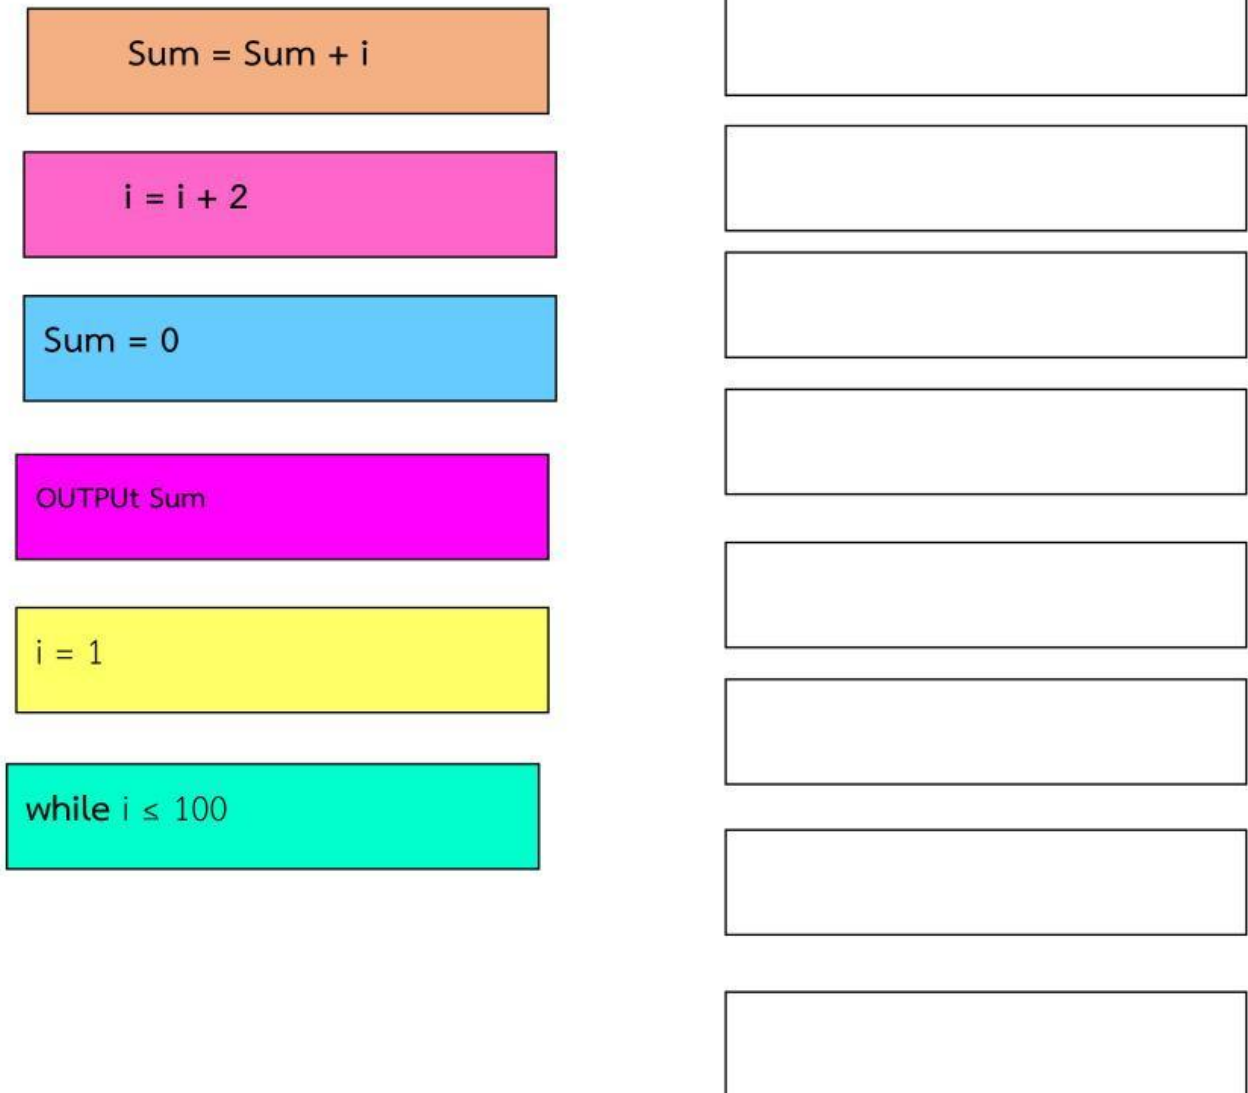 Sum = Sum + i
i = i + 2
Sum = 0
OUTPUt Sum
i = 1
while i ≤ 100